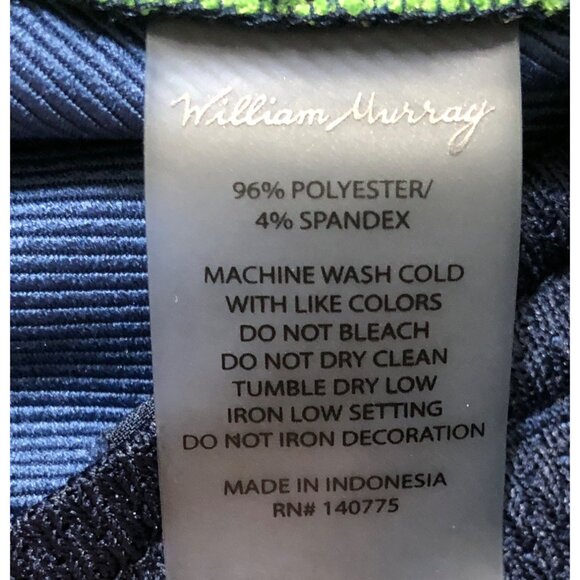 William Murray
96% POLYESTER/
4% SPANDEX
MACHINE WASH COLD
WITH LIKE COLORS
DO NOT BLEACH
DO NOT DRY CLEAN
TUMBLE DRY LOW
IRON LOW SETTING
DO NOT IRON DECORATION
MADE IN INDONESIA
RN# 140775